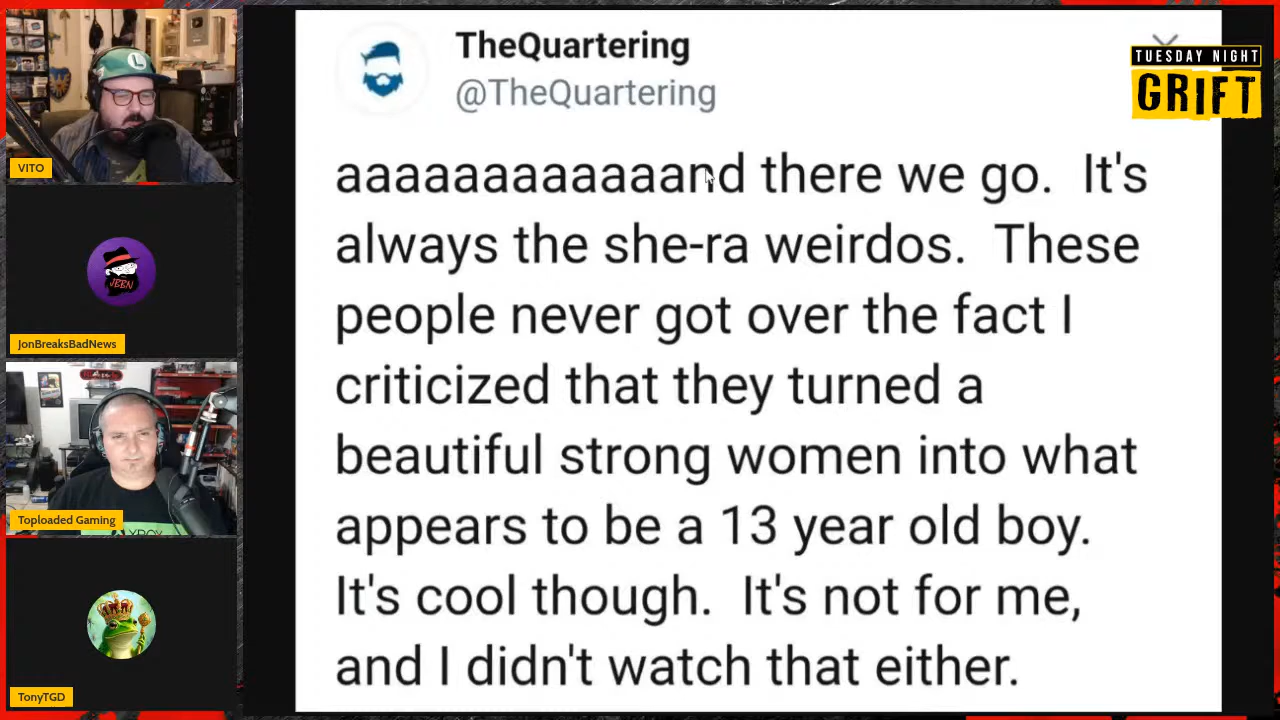 TheQuartering
@TheQuartering
aaaaaaaaaaaand there we go. It's
always the she-ra weirdos. These
people never got over the fact I
criticized that they turned a
beautiful strong women into what
appears to be a 13 year old boy.
It's cool though. It's not for me,
and I didn't watch that either.
TUESDAY NIGHT
GRIFT
VITO
L
JBBN
JonBreaksBadNews
XBOX
Toploaded Gaming
TonyTGD